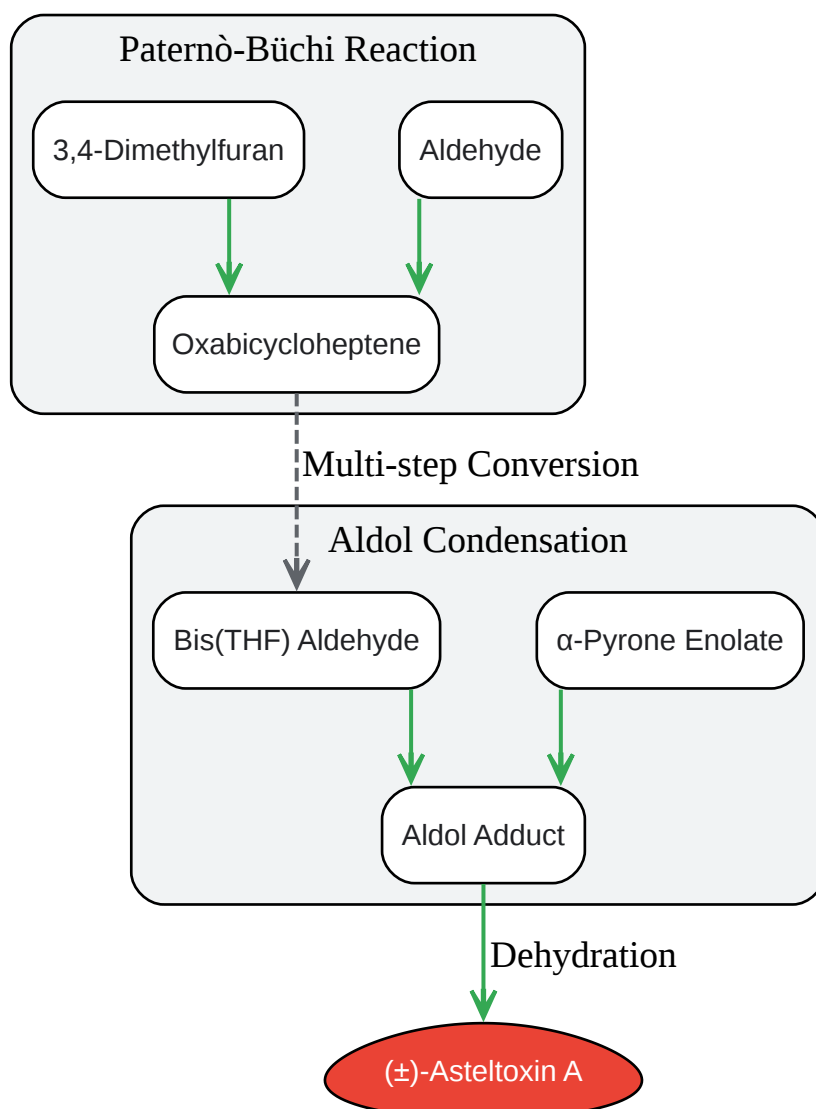 Paternò-Büchi Reaction
3,4-Dimethylfuran
Aldehyde
Oxabicycloheptene
Multi-step Conversion
Aldol Condensation
Bis(THF) Aldehyde
α-Pyrone Enolate
Aldol Adduct
Dehydration
(±)-Asteltoxin A